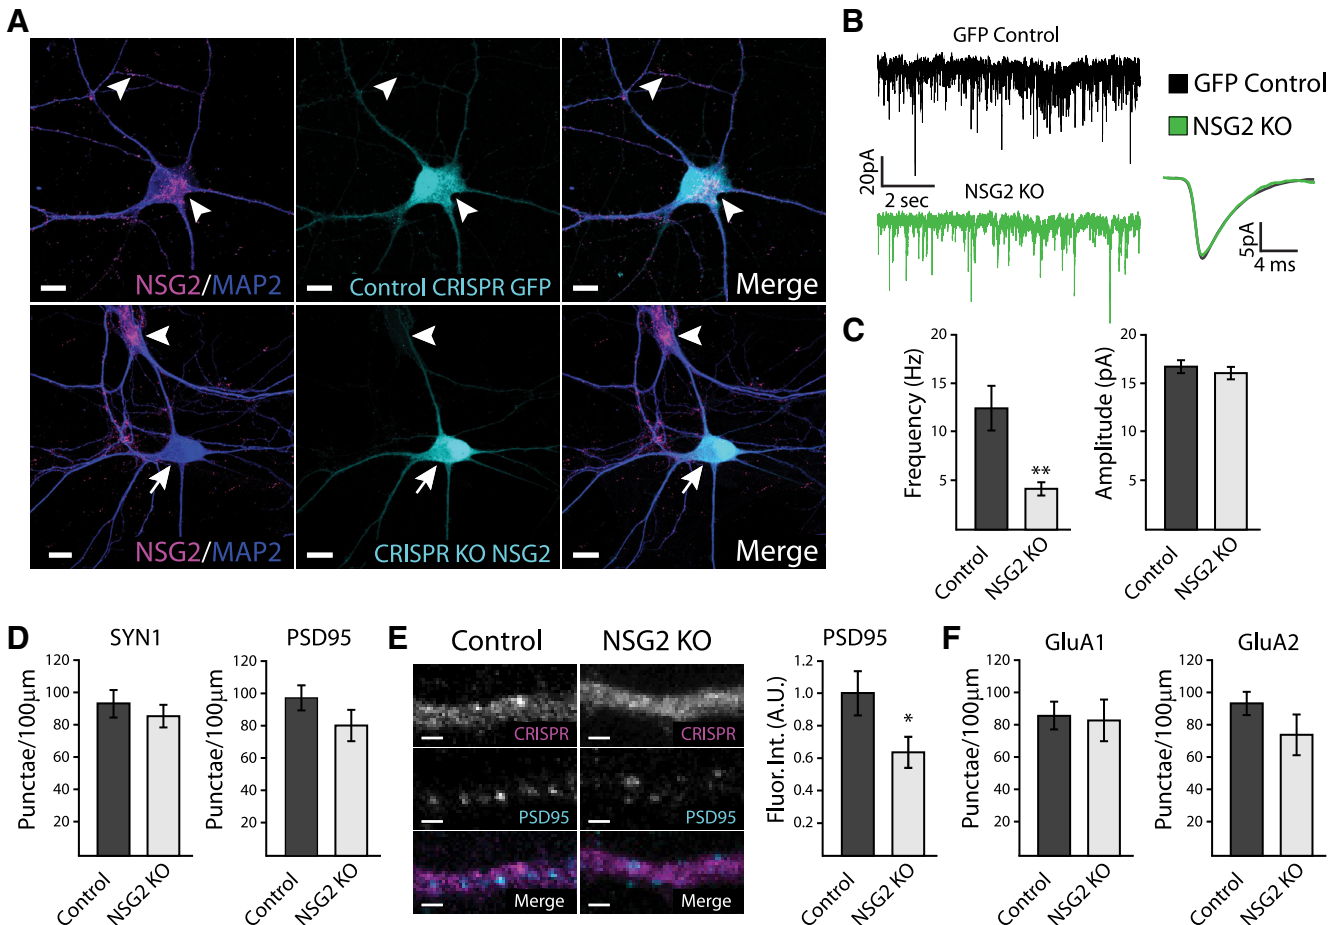 A
NSG2/MAP2
Control CRISPR GFP
Merge
NSG2/MAP2
CRISPR KO NSG2
Merge
B
GFP Control
GFP Control
NSG2 KO
20pA
2 sec
NSG2 KO
5pA
4 ms
C
Frequency (Hz)
20
15
10
5
**
Control
NSG2 KO
Amplitude (pA)
20
15
10
5
Control
NSG2 KO
D
SYN1
Punctae/100μm
120
100
80
60
40
20
Control
NSG2 KO
PSD95
Punctae/100μm
120
100
80
60
40
20
Control
NSG2 KO
E
Control
NSG2 KO
CRISPR
CRISPR
PSD95
PSD95
Merge
Merge
PSD95
Fluor. Int. (A.U.)
1.2
1.0
0.8
0.6
0.4
0.2
*
Control
NSG2 KO
F
GluA1
Punctae/100μm
120
100
80
60
40
20
Control
NSG2 KO
GluA2
Punctae/100μm
120
100
80
60
40
20
Control
NSG2 KO